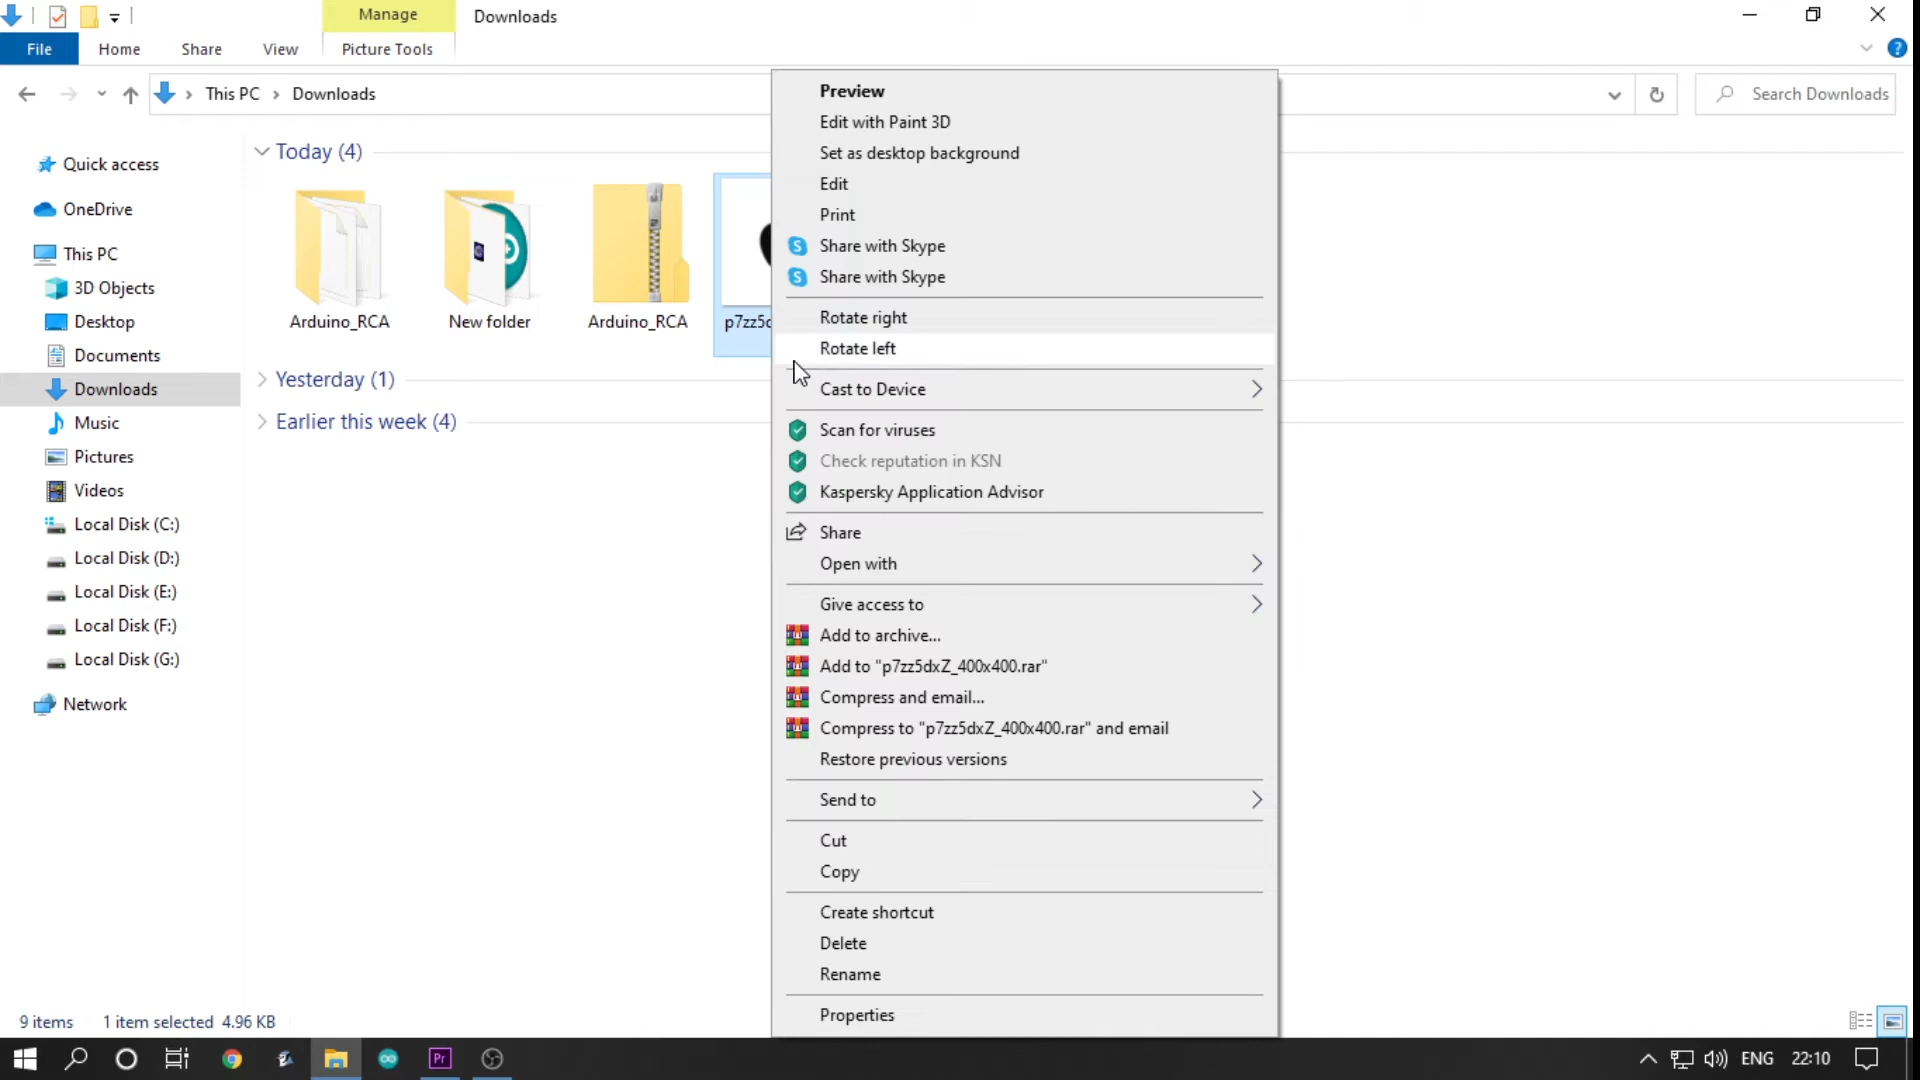 Manage
Downloads
File
Home
Share
View
Picture Tools
This PC
Downloads
Search Downloads
Quick access
OneDrive
This PC
3D Objects
Desktop
Documents
Downloads
Music
Pictures
Videos
Local Disk (C:)
Local Disk (D:)
Local Disk (E:)
Local Disk (F:)
Local Disk (G:)
Network
Today (4)
Arduino_RCA
New folder
Arduino_RCA
Yesterday (1)
Earlier this week (4)
Preview
Edit with Paint 3D
Set as desktop background
Edit
Print
Share with Skype
Share with Skype
Rotate right
Rotate left
Cast to Device
Scan for viruses
Check reputation in KSN
Kaspersky Application Advisor
Share
Open with
Give access to
Add to archive...
Add to "p7zz5dxZ_400x400.rar"
Compress and email...
Compress to "p7zz5dxZ_400x400.rar" and email
Restore previous versions
Send to
Cut
Copy
Create shortcut
Delete
Rename
Properties
9 items
1 item selected 4.96 KB
Pr
ENG
22:10